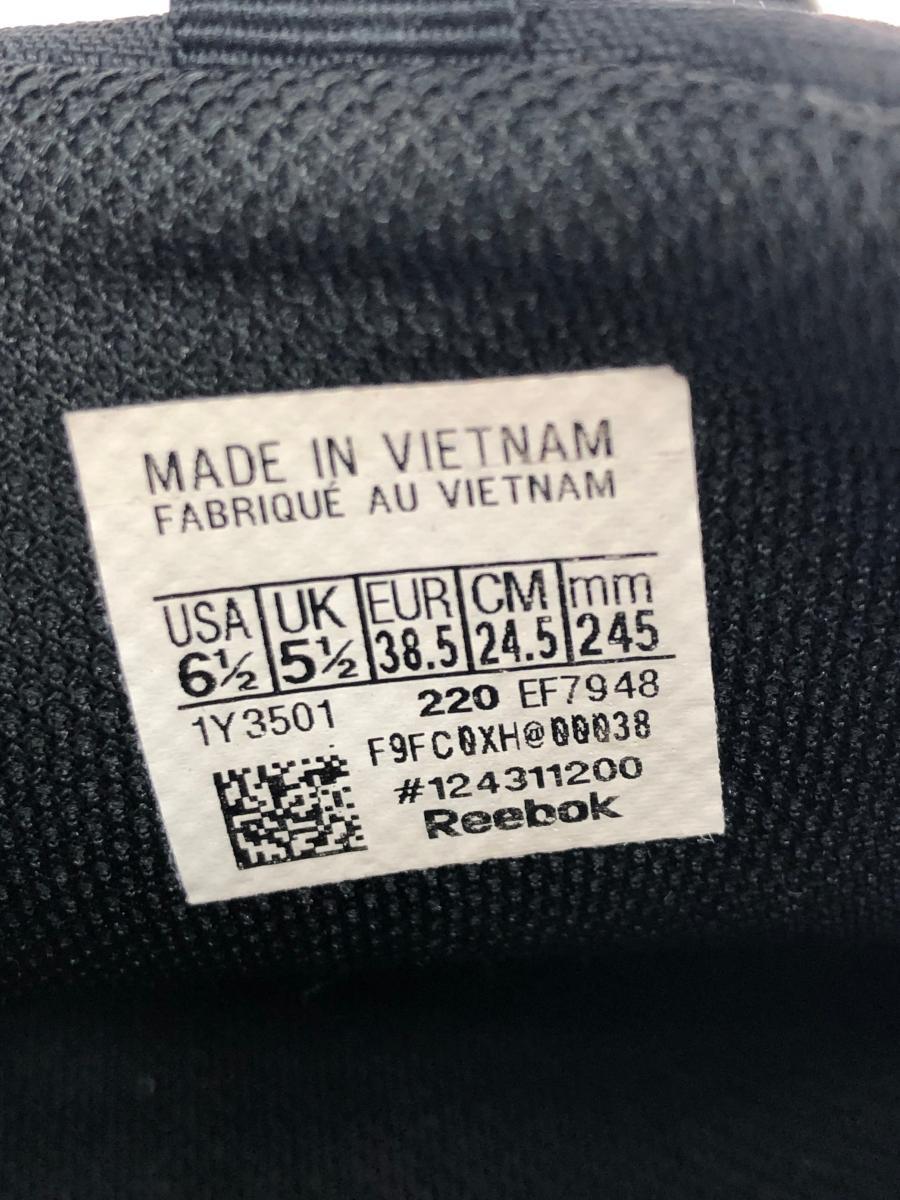 MADE IN VIETNAM
FABRIQUÉ AU VIETNAM
USA UK EUR CM mm
6½ 5½ 38.5 24.5 245
1Y3501 220 EF7948
F9FC0XH@00038
#124311200
Reebok